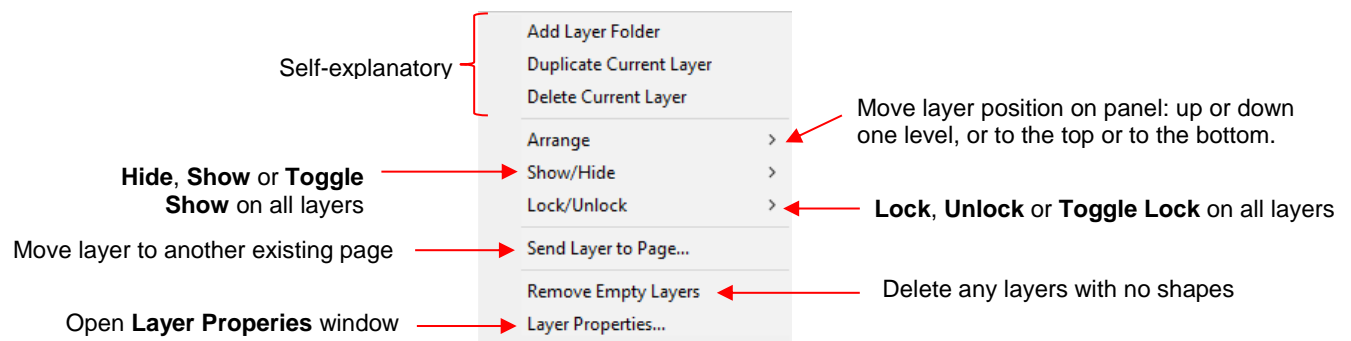 Add Layer Folder
Self-explanatory
Duplicate Current Layer
Delete Current Layer
Move layer position on panel: up or down
one level, or to the top or to the bottom.
Arrange
Hide, Show or Toggle
Show on all layers
Show/Hide
Lock/Unlock
Lock, Unlock or Toggle Lock on all layers
Move layer to another existing page
Send Layer to Page...
Remove Empty Layers
Delete any layers with no shapes
Open Layer Properies window
Layer Properties...